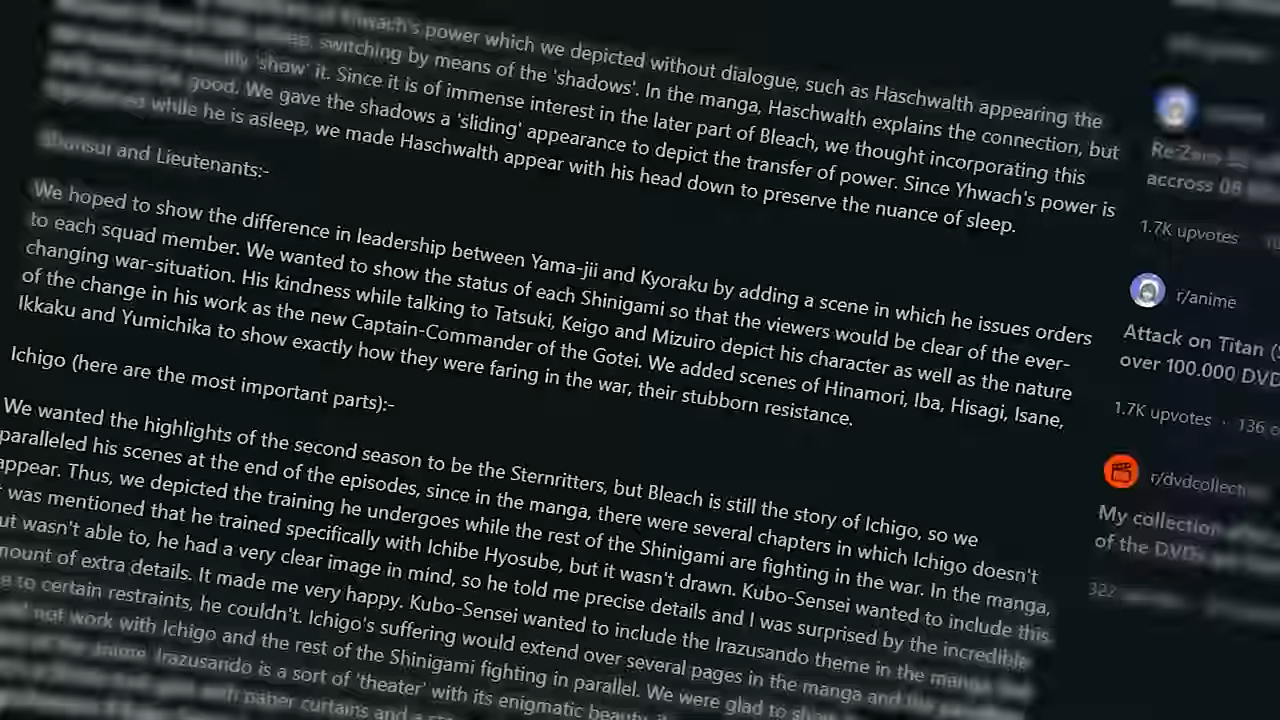 Yhwach's power which we depicted without dialogue, such as Haschwalth appearing the
switching by means of the 'shadows'. In the manga, Haschwalth explains the connection, but
'show' it. Since it is of immense interest in the later part of Bleach, we thought incorporating this
good. We gave the shadows a 'sliding' appearance to depict the transfer of power. Since Yhwach's power is
while he is asleep, we made Haschwalth appear with his head down to preserve the nuance of sleep.
Shunsui and Lieutenants:-
We hoped to show the difference in leadership between Yama-jii and Kyoraku by adding a scene in which he issues orders
to each squad member. We wanted to show the status of each Shinigami so that the viewers would be clear of the ever-
changing war-situation. His kindness while talking to Tatsuki, Keigo and Mizuiro depict his character as well as the nature
of the change in his work as the new Captain-Commander of the Gotei. We added scenes of Hinamori, Iba, Hisagi, Isane,
Ikkaku and Yumichika to show exactly how they were faring in the war, their stubborn resistance.
Ichigo (here are the most important parts):-
We wanted the highlights of the second season to be the Sternritters, but Bleach is still the story of Ichigo, so we
paralleled his scenes at the end of the episodes, since in the manga, there were several chapters in which Ichigo doesn't
appear. Thus, we depicted the training he undergoes while the rest of the Shinigami are fighting in the war. In the manga,
was mentioned that he trained specifically with Ichibe Hyosube, but it wasn't drawn. Kubo-Sensei wanted to include this
ut wasn't able to, he had a very clear image in mind, so he told me precise details and I was surprised by the incredible
mount of extra details. It made me very happy. Kubo-Sensei wanted to include the Irazusando theme in the manga
e to certain restraints, he couldn't. Ichigo's suffering would extend over several pages in the manga and
not work with Ichigo and the rest of the Shinigami fighting in parallel. We were glad to
anime. Irazusando is a sort of 'theater' with its enigmatic beauty
with paper curtains and a
Re:Zero
accross 08
1.7K upvotes
r/anime
Attack on Titan (
over 100.000 DVD
1.7K upvotes · 136
r/dvdcollect
My collection
of the DVDs
322